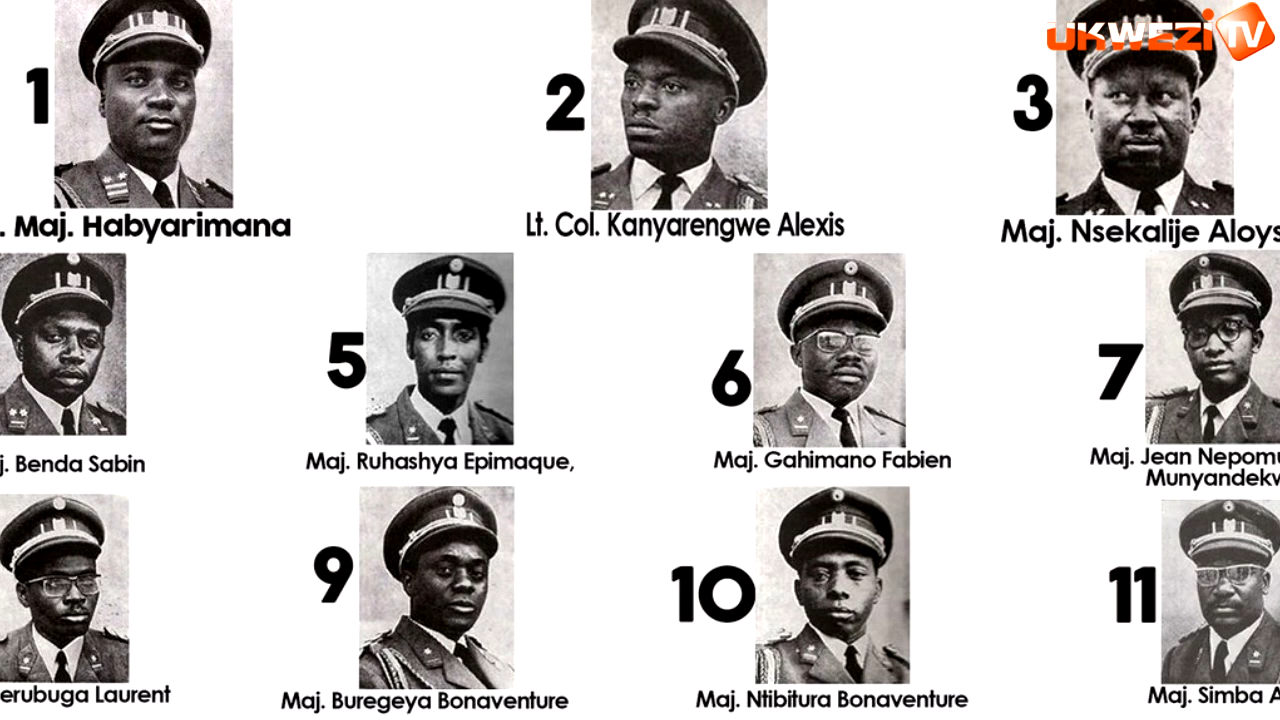 UKWEZI TV
1
2
3
. Maj. Habyarimana
Lt. Col. Kanyarengwe Alexis
Maj. Nsekalije Aloys
5
6
7
j. Benda Sabin
Maj. Ruhashya Epimaque,
Maj. Gahimano Fabien
Maj. Jean Nepomu
Munyandekw
9
10
11
erubuga Laurent
Maj. Buregeya Bonaventure
Maj. Ntibitura Bonaventure
Maj. Simba A